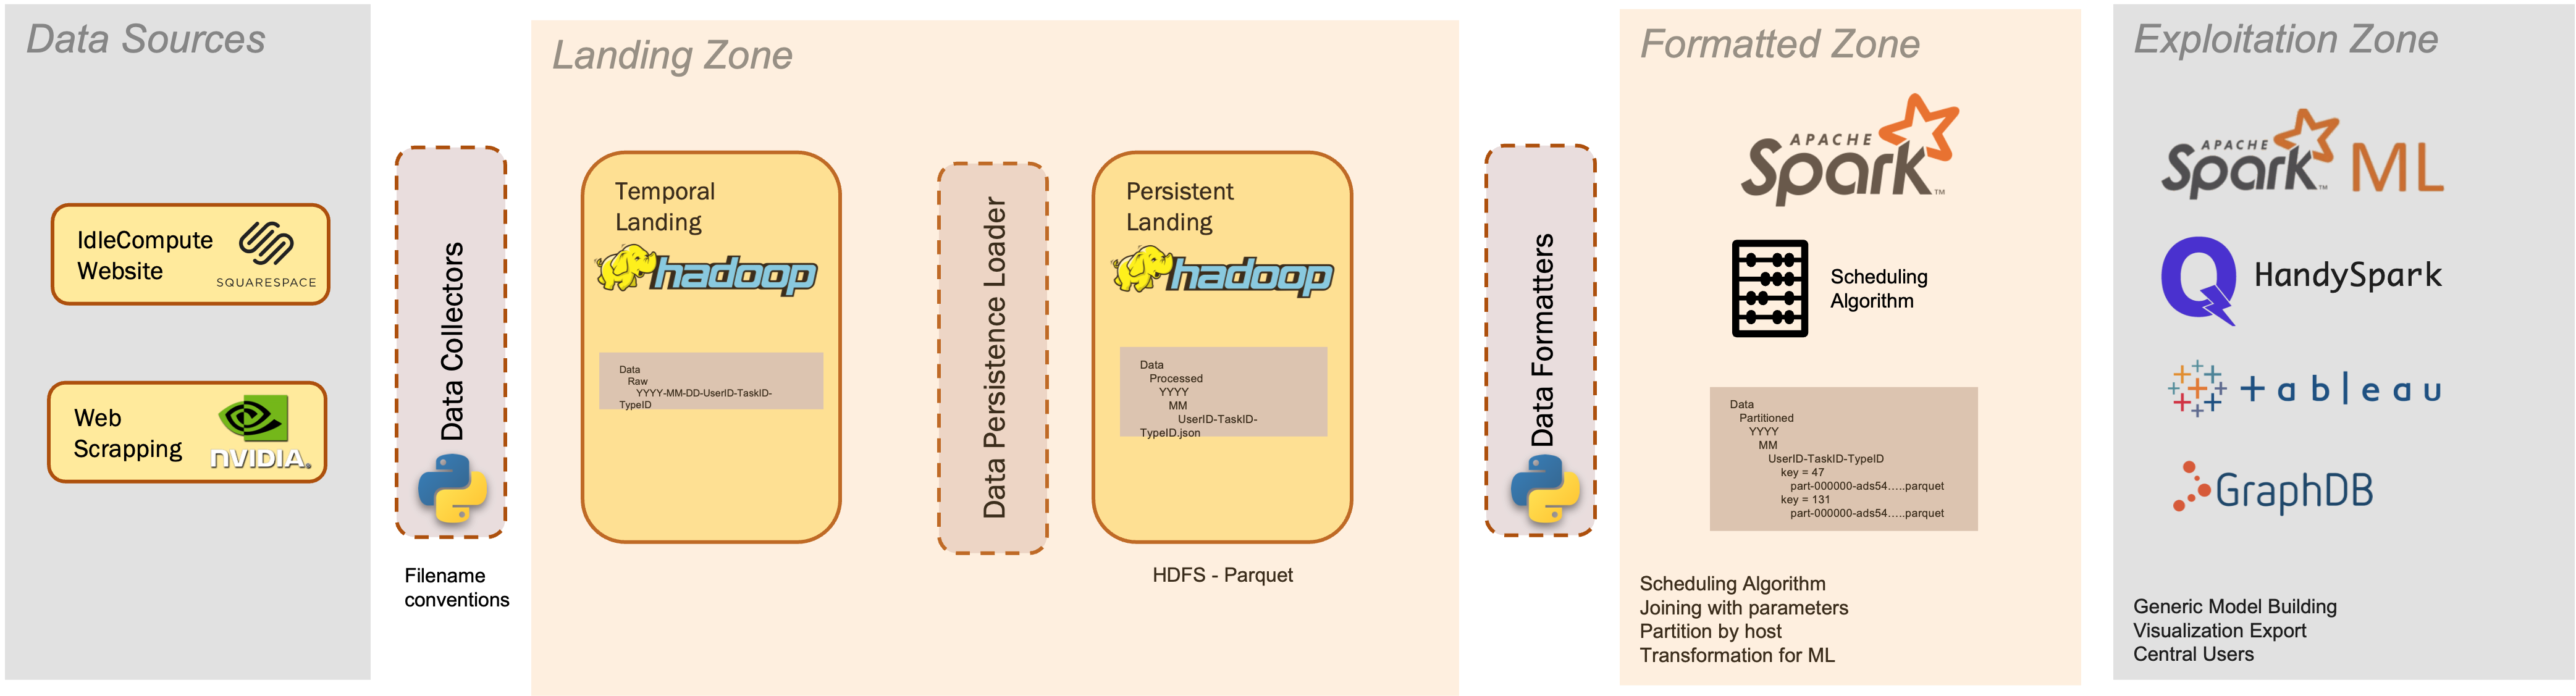 Data Sources
IdleCompute
Website
SQUARESPACE
Web
Scrapping
NVIDIA.
Data Collectors
Filename
conventions
Landing Zone
Temporal
Landing
hadoop
Data
Raw
YYYY-MM-DD-UserID-TaskID-
TypeID
Data Persistence Loader
Persistent
Landing
hadoop
Data
Processed
YYYY
MM
UserID-TaskID-
TypeID.json
HDFS - Parquet
Data Formatters
Formatted Zone
APACHE
Spark™
Scheduling
Algorithm
Data
Partitioned
YYYY
MM
UserID-TaskID-TypeID
key = 47
part-000000-ads54.....parquet
key = 131
part-000000-ads54.....parquet
Scheduling Algorithm
Joining with parameters
Partition by host
Transformation for ML
Exploitation Zone
APACHE
Spark™ ML
HandySpark
+ableau
GraphDB
Generic Model Building
Visualization Export
Central Users